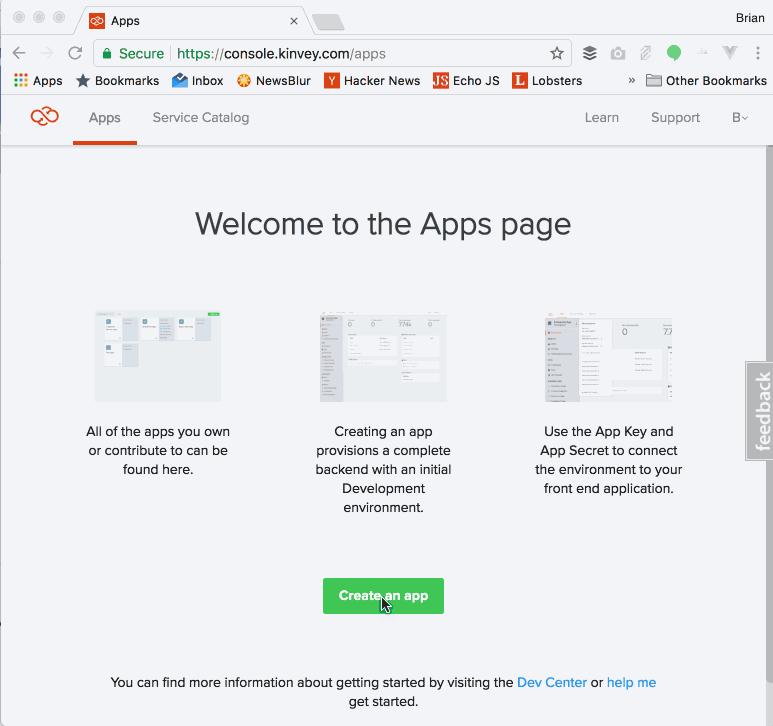 Apps
Brian
Secure https://console.kinvey.com/apps
Apps Bookmarks Inbox NewsBlur Y Hacker News JS Echo JS L Lobsters » Other Bookmarks
Apps Service Catalog Learn Support B
Welcome to the Apps page
All of the apps you own
or contribute to can be
found here.
Creating an app
provisions a complete
backend with an initial
Development
environment.
Use the App Key and
App Secret to connect
the environment to your
front end application.
feedback
Create an app
You can find more information about getting started by visiting the Dev Center or help me
get started.